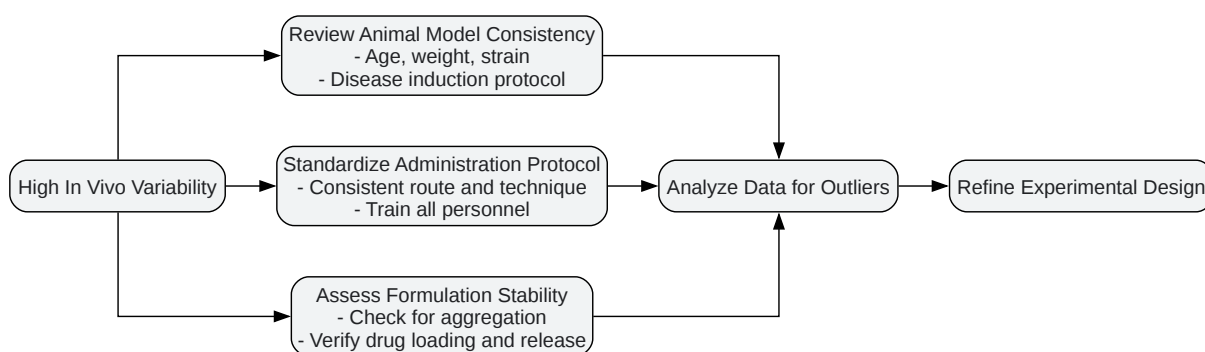 High In Vivo Variability
Review Animal Model Consistency
- Age, weight, strain
- Disease induction protocol
Standardize Administration Protocol
- Consistent route and technique
- Train all personnel
Assess Formulation Stability
- Check for aggregation
- Verify drug loading and release
Analyze Data for Outliers
Refine Experimental Design